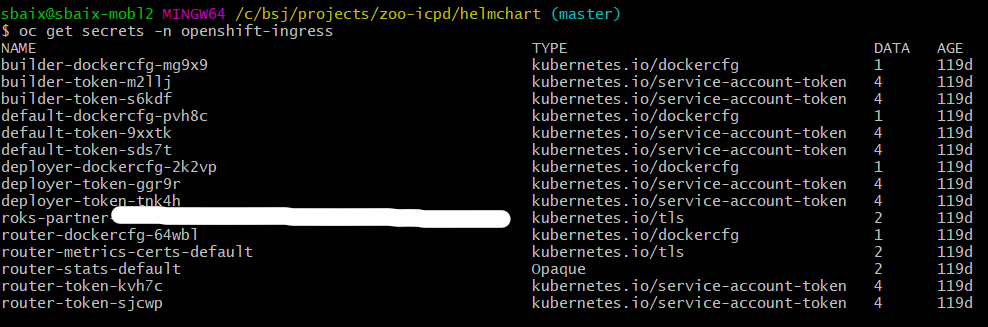 sbaix@sbaix-mobl2 MINGW64 /c/bsj/projects/zoo-icpd/helmchart (master)
$ oc get secrets -n openshift-ingress
NAME TYPE DATA AGE
builder-dockercfg-mg9x9 kubernetes.io/dockercfg 1 119d
builder-token-m2llj kubernetes.io/service-account-token 4 119d
builder-token-s6kdf kubernetes.io/service-account-token 4 119d
default-dockercfg-pvh8c kubernetes.io/dockercfg 1 119d
default-token-9xxtk kubernetes.io/service-account-token 4 119d
default-token-sds7t kubernetes.io/service-account-token 4 119d
deployer-dockercfg-2k2vp kubernetes.io/dockercfg 1 119d
deployer-token-ggr9r kubernetes.io/service-account-token 4 119d
deployer-token-tnk4h kubernetes.io/service-account-token 4 119d
roks-partner- kubernetes.io/tls 2 119d
router-dockercfg-64wbl kubernetes.io/dockercfg 1 119d
router-metrics-certs-default kubernetes.io/tls 2 119d
router-stats-default Opaque 2 119d
router-token-kvh7c kubernetes.io/service-account-token 4 119d
router-token-sjcwp kubernetes.io/service-account-token 4 119d